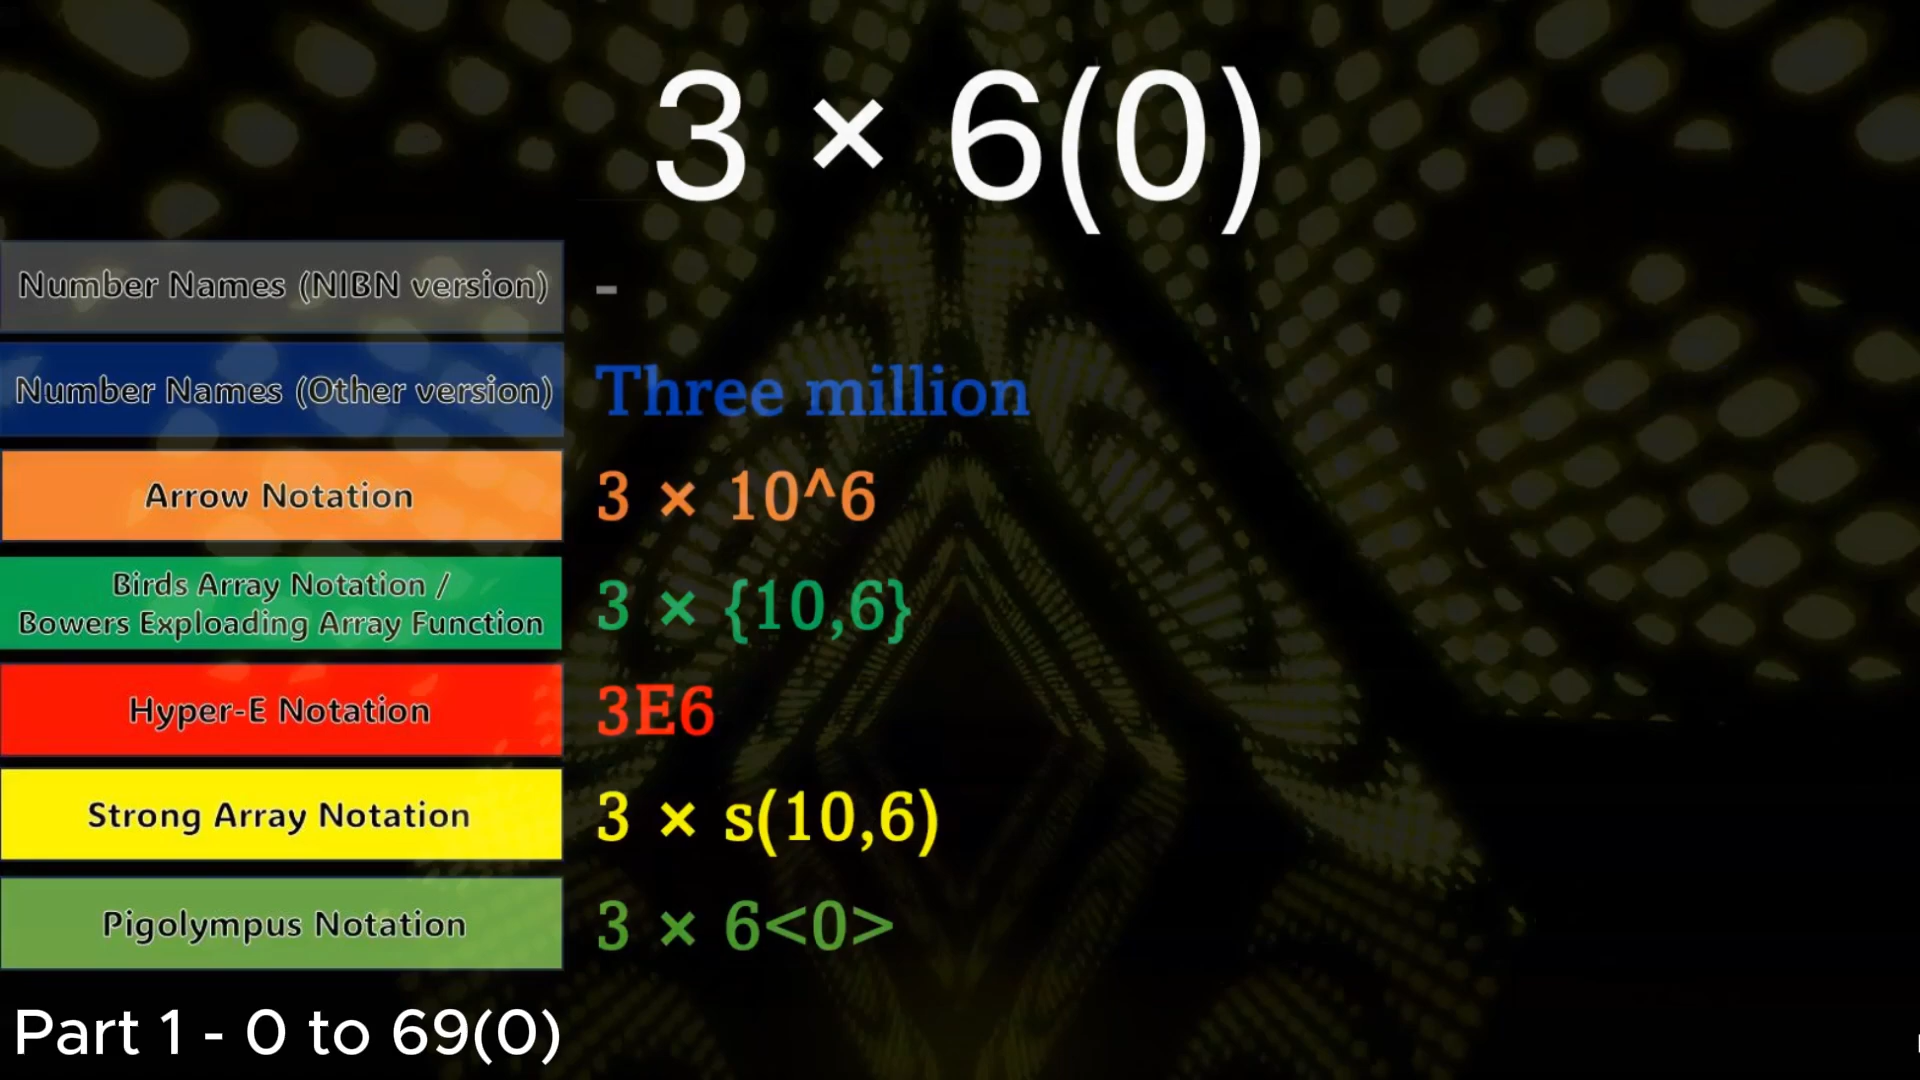 3 × 6(0)
Number Names (NIBN version)
-
Number Names (Other version)
Three million
Arrow Notation
3 × 10^6
Birds Array Notation /
Bowers Exploading Array Function
3 × {10,6}
Hyper-E Notation
3E6
Strong Array Notation
3 × s(10,6)
Pigolympus Notation
3 × 6<0>
Part 1 - 0 to 69(0)